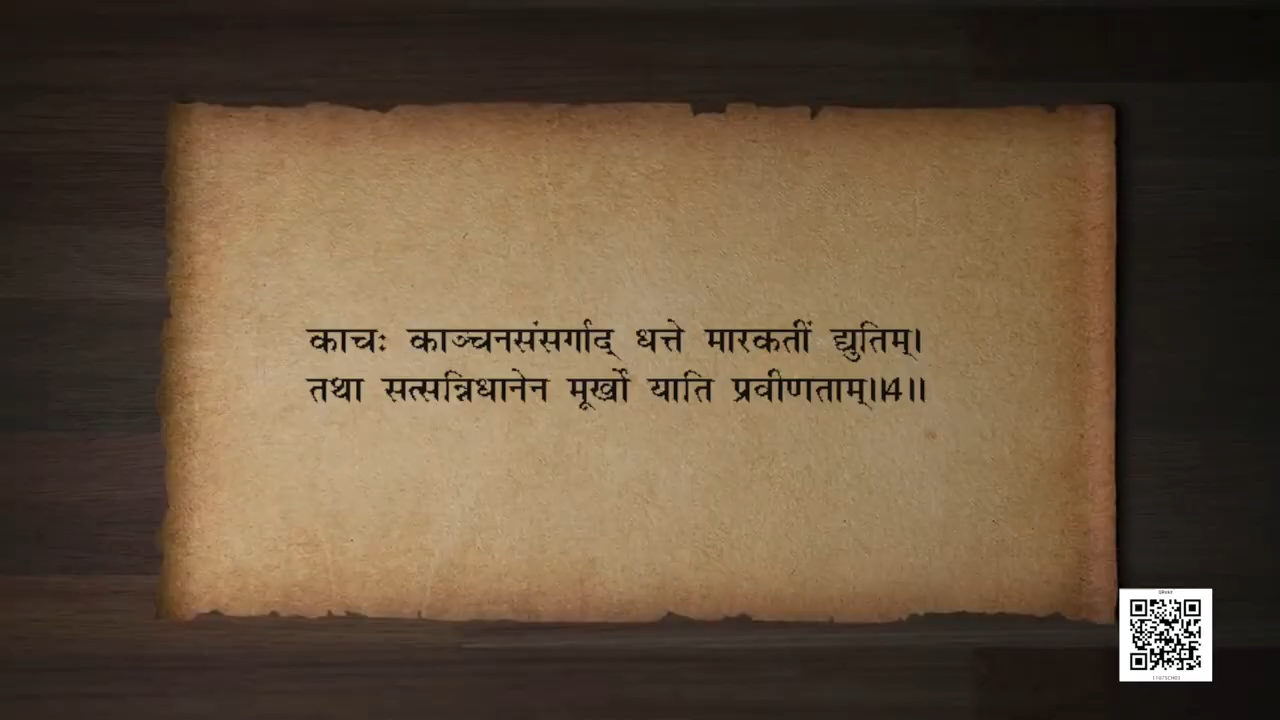 काचः काञ्चनसंसर्गाद् धत्ते मारकतीं द्युतिम्।
तथा सत्सन्निधानेन मूर्खो याति प्रवीणताम्।।4।।